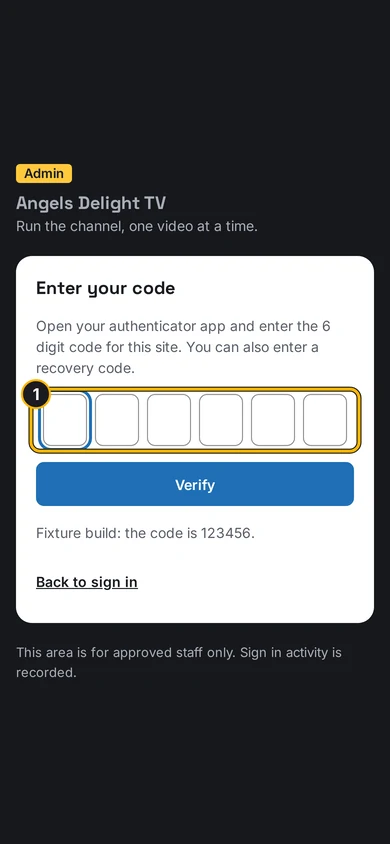 Admin
Angels Delight TV
Run the channel, one video at a time.
Enter your code
Open your authenticator app and enter the 6
digit code for this site. You can also enter a
recovery code.
1
Verify
Fixture build: the code is 123456.
Back to sign in
This area is for approved staff only. Sign in activity is
recorded.